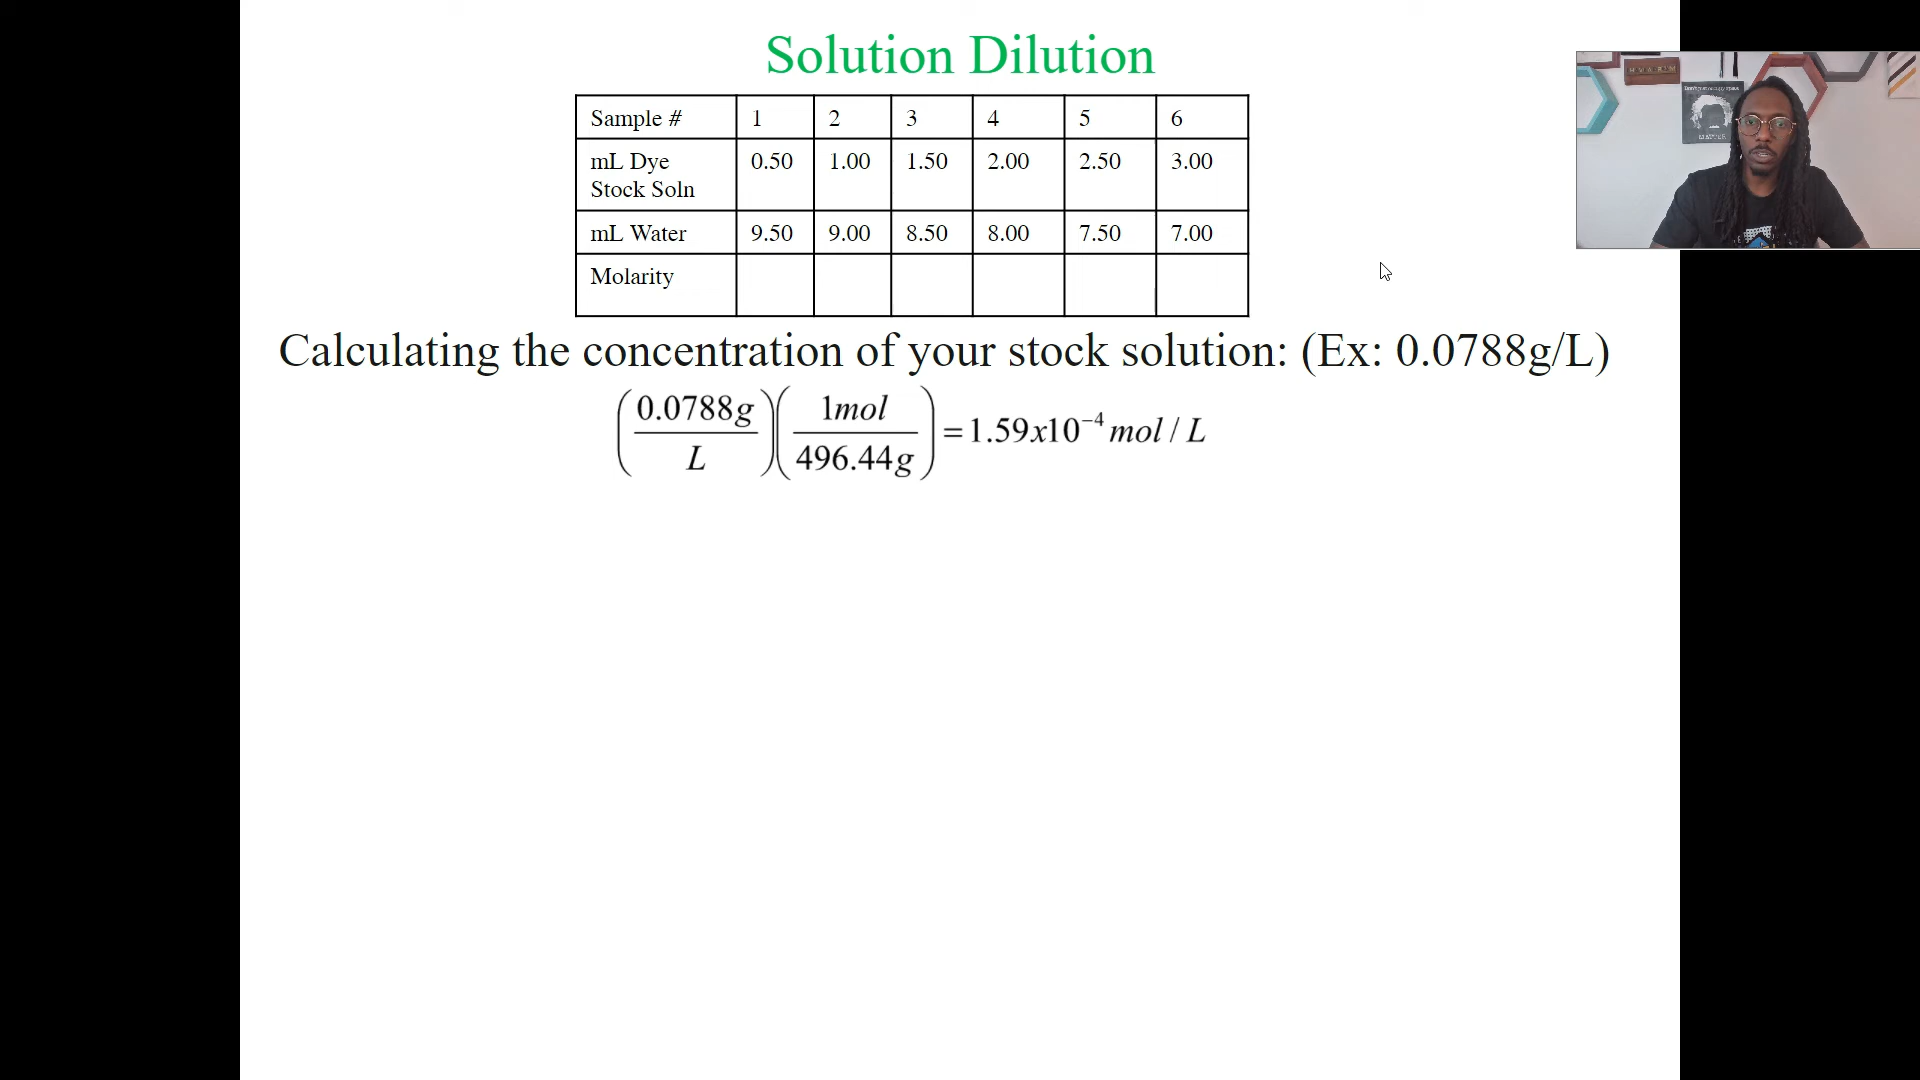 Solution Dilution
Sample # 1 2 3 4 5 6
mL Dye Stock Soln 0.50 1.00 1.50 2.00 2.50 3.00
mL Water 9.50 9.00 8.50 8.00 7.50 7.00
Molarity
Calculating the concentration of your stock solution: (Ex: 0.0788g/L)
(0.0788g / L)(1mol / 496.44g) = 1.59x10⁻⁴ mol / L
MATTER